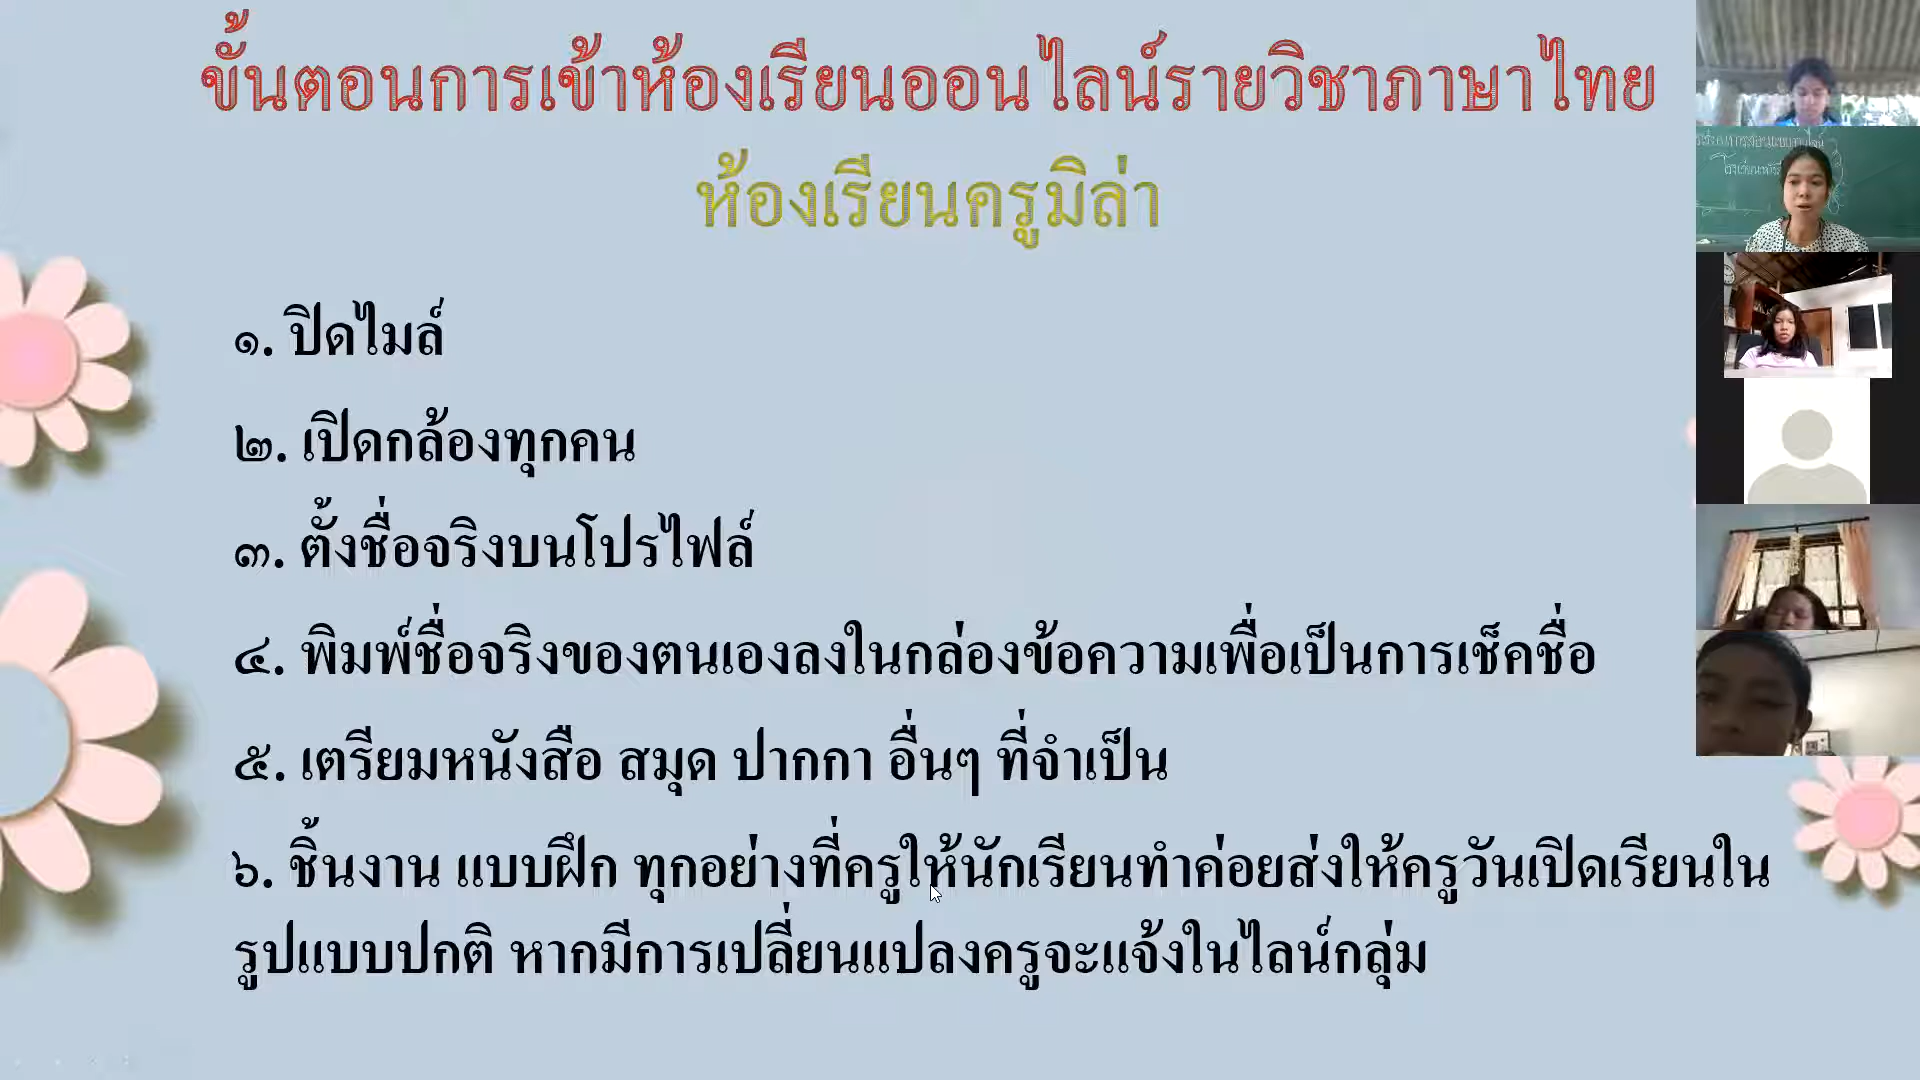 ขั้นตอนการเข้าห้องเรียนออนไลน์รายวิชาภาษาไทย
ห้องเรียนครูมิล่า
๑. ปิดไมล์
๒. เปิดกล้องทุกคน
๓. ตั้งชื่อจริงบนโปรไฟล์
๔. พิมพ์ชื่อจริงของตนเองลงในกล่องข้อความเพื่อเป็นการเช็คชื่อ
๕. เตรียมหนังสือ สมุด ปากกา อื่นๆ ที่จำเป็น
๖. ชิ้นงาน แบบฝึก ทุกอย่างที่ครูให้นักเรียนทำค่อยส่งให้ครูวันเปิดเรียนใน
รูปแบบปกติ หากมีการเปลี่ยนแปลงครูจะแจ้งในไลน์กลุ่ม